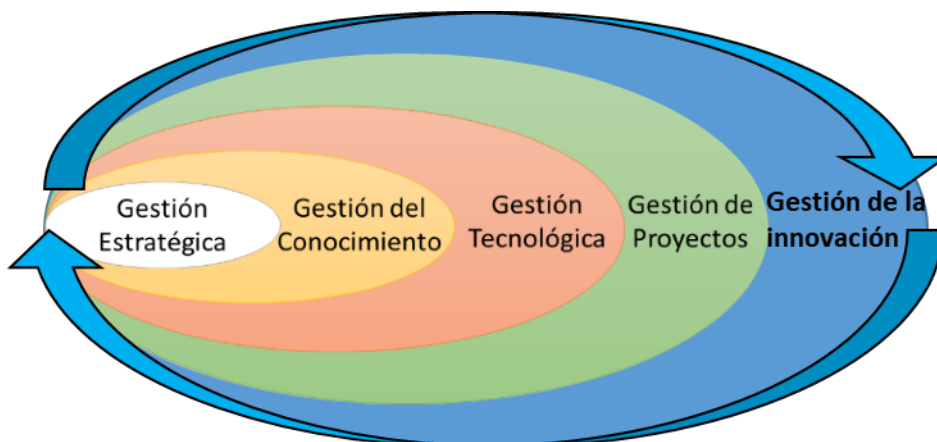 Gestión
Estratégica
Gestión del
Conocimiento
Gestión
Tecnológica
Gestión de
Proyectos
Gestión de la
innovación